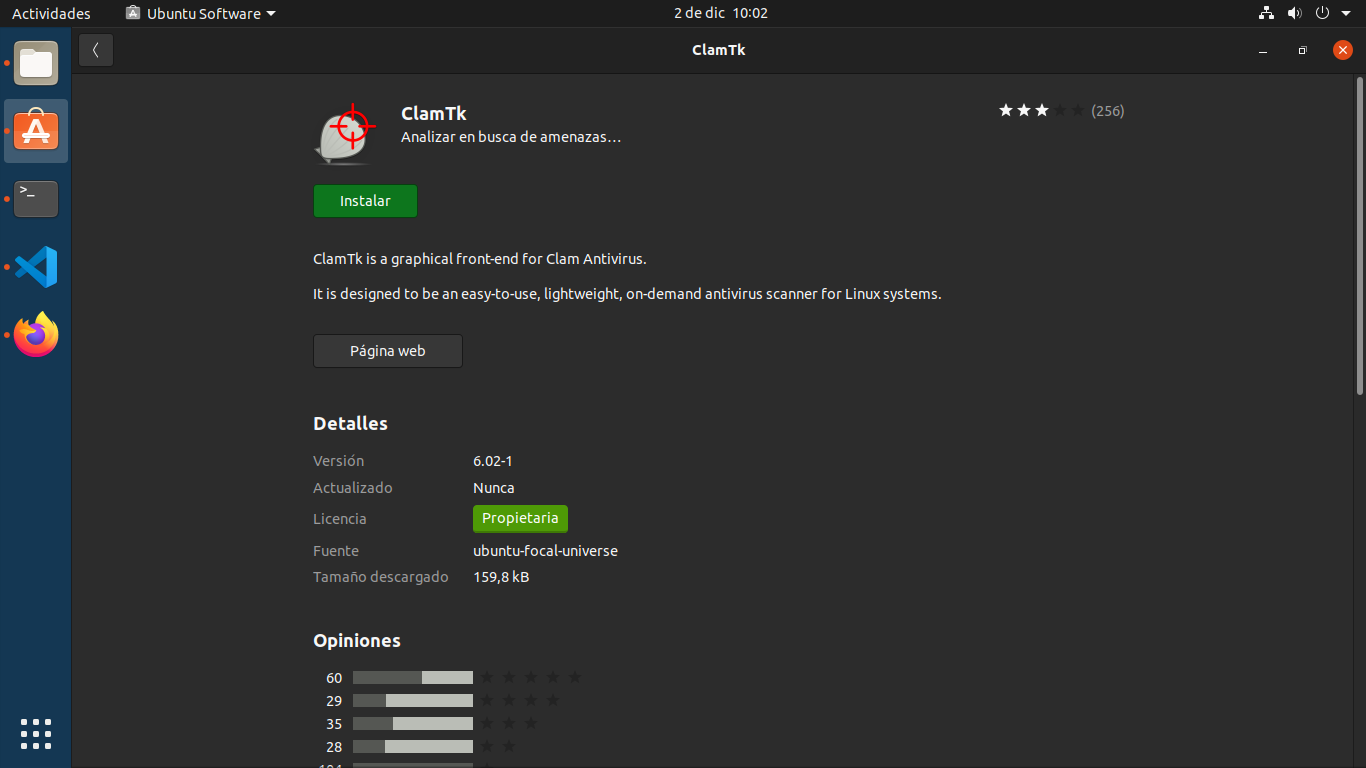 Actividades
Ubuntu Software
2 de dic 10:02
ClamTk
ClamTk
Analizar en busca de amenazas…
(256)
Instalar
ClamTk is a graphical front-end for Clam Antivirus.
It is designed to be an easy-to-use, lightweight, on-demand antivirus scanner for Linux systems.
Página web
Detalles
Versión 6.02-1
Actualizado Nunca
Licencia Propietaria
Fuente ubuntu-focal-universe
Tamaño descargado 159,8 kB
Opiniones
60
29
35
28